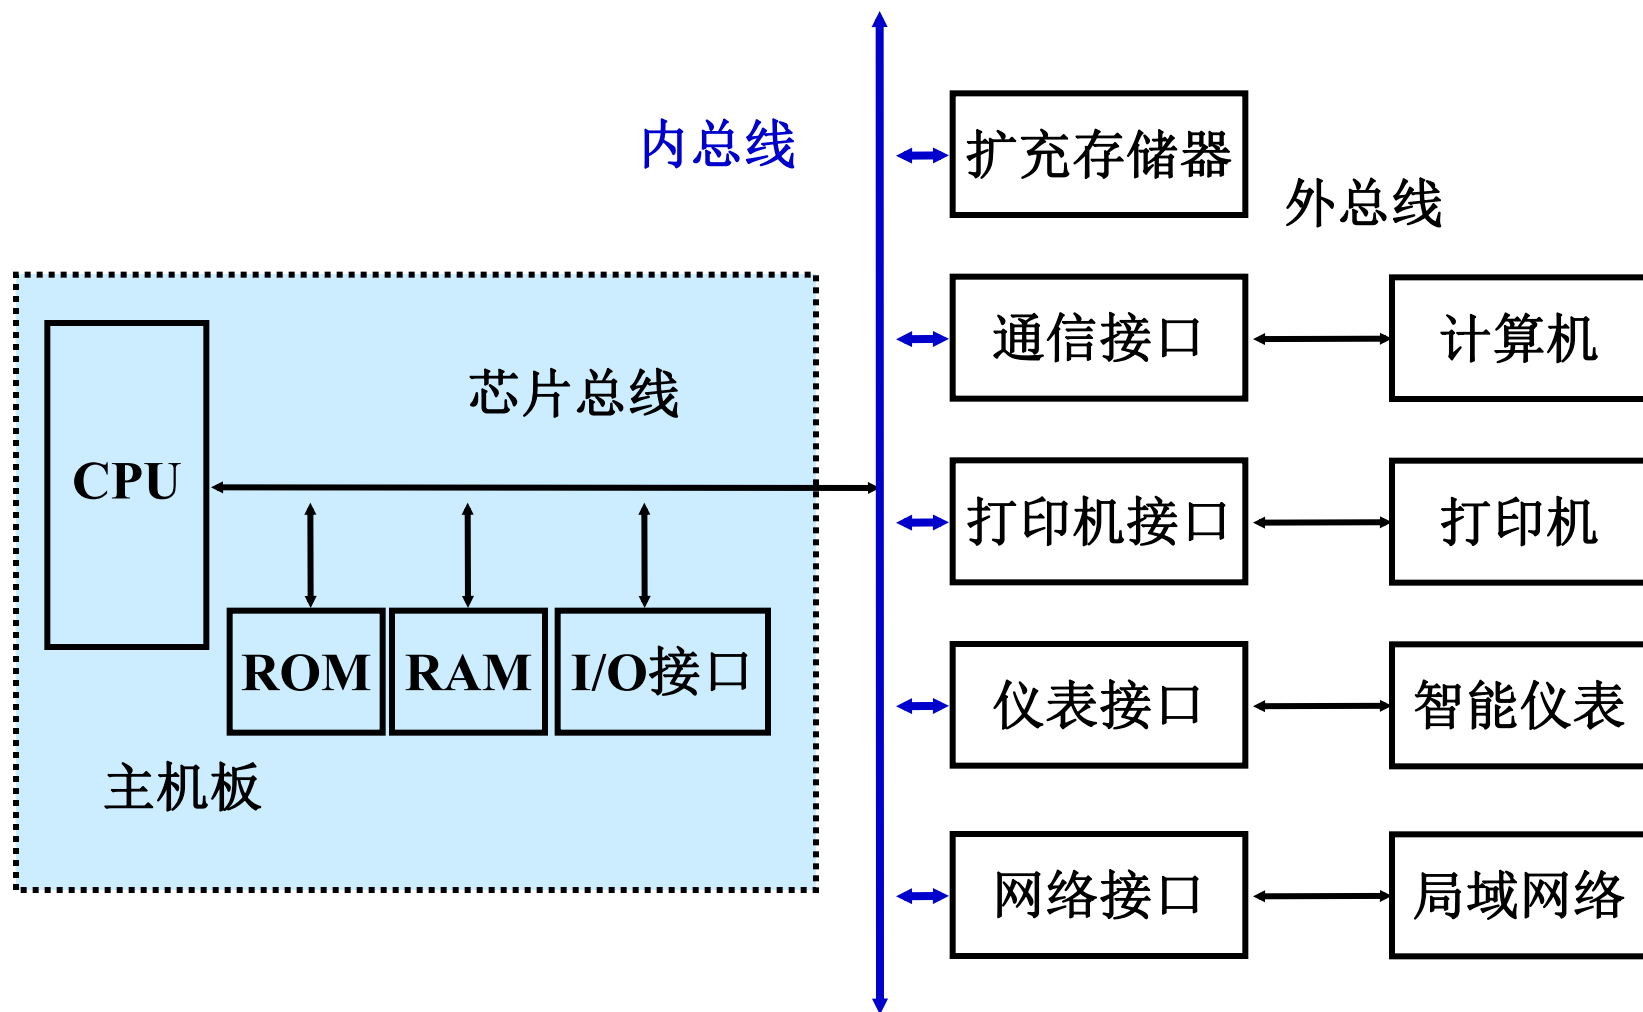 内总线
扩充存储器
外总线
通信接口
计算机
芯片总线
CPU
打印机接口
打印机
ROM
RAM
I/O接口
仪表接口
智能仪表
主机板
网络接口
局域网络